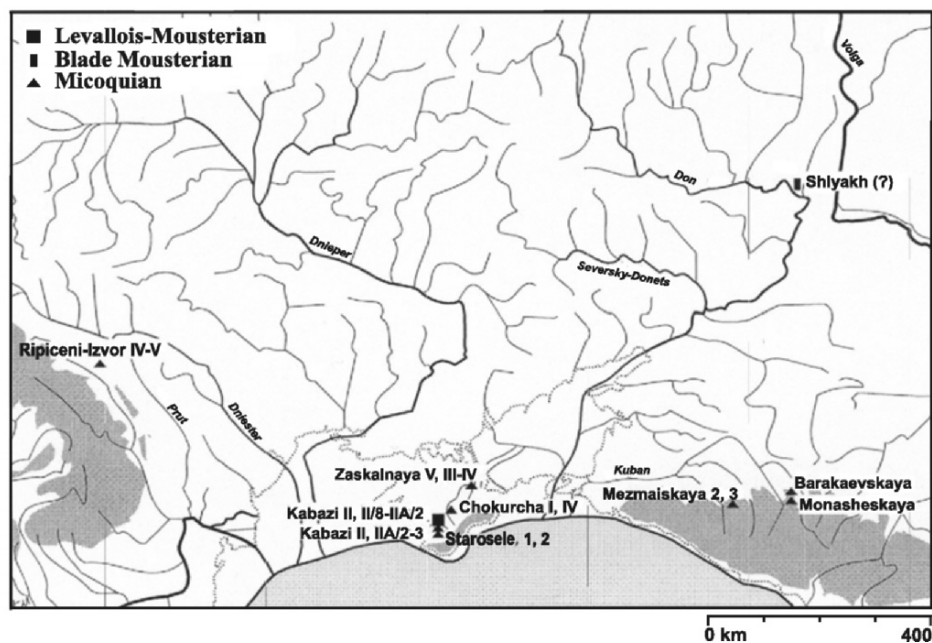 Levallois-Mousterian
Blade Mousterian
Micoquian
Volga
Don
Shlyakh (?)
Dnieper
Seversky-Donets
Ripiceni-Izvor IV-V
Prut
Dniester
Zaskalnaya V, III-IV
Kuban
Barakaevskaya
Mezmaiskaya 2, 3
Monasheskaya
Chokurcha I, IV
Kabazi II, II/8-IIA/2
Kabazi II, IIA/2-3
Starosele, 1, 2
0 km 400